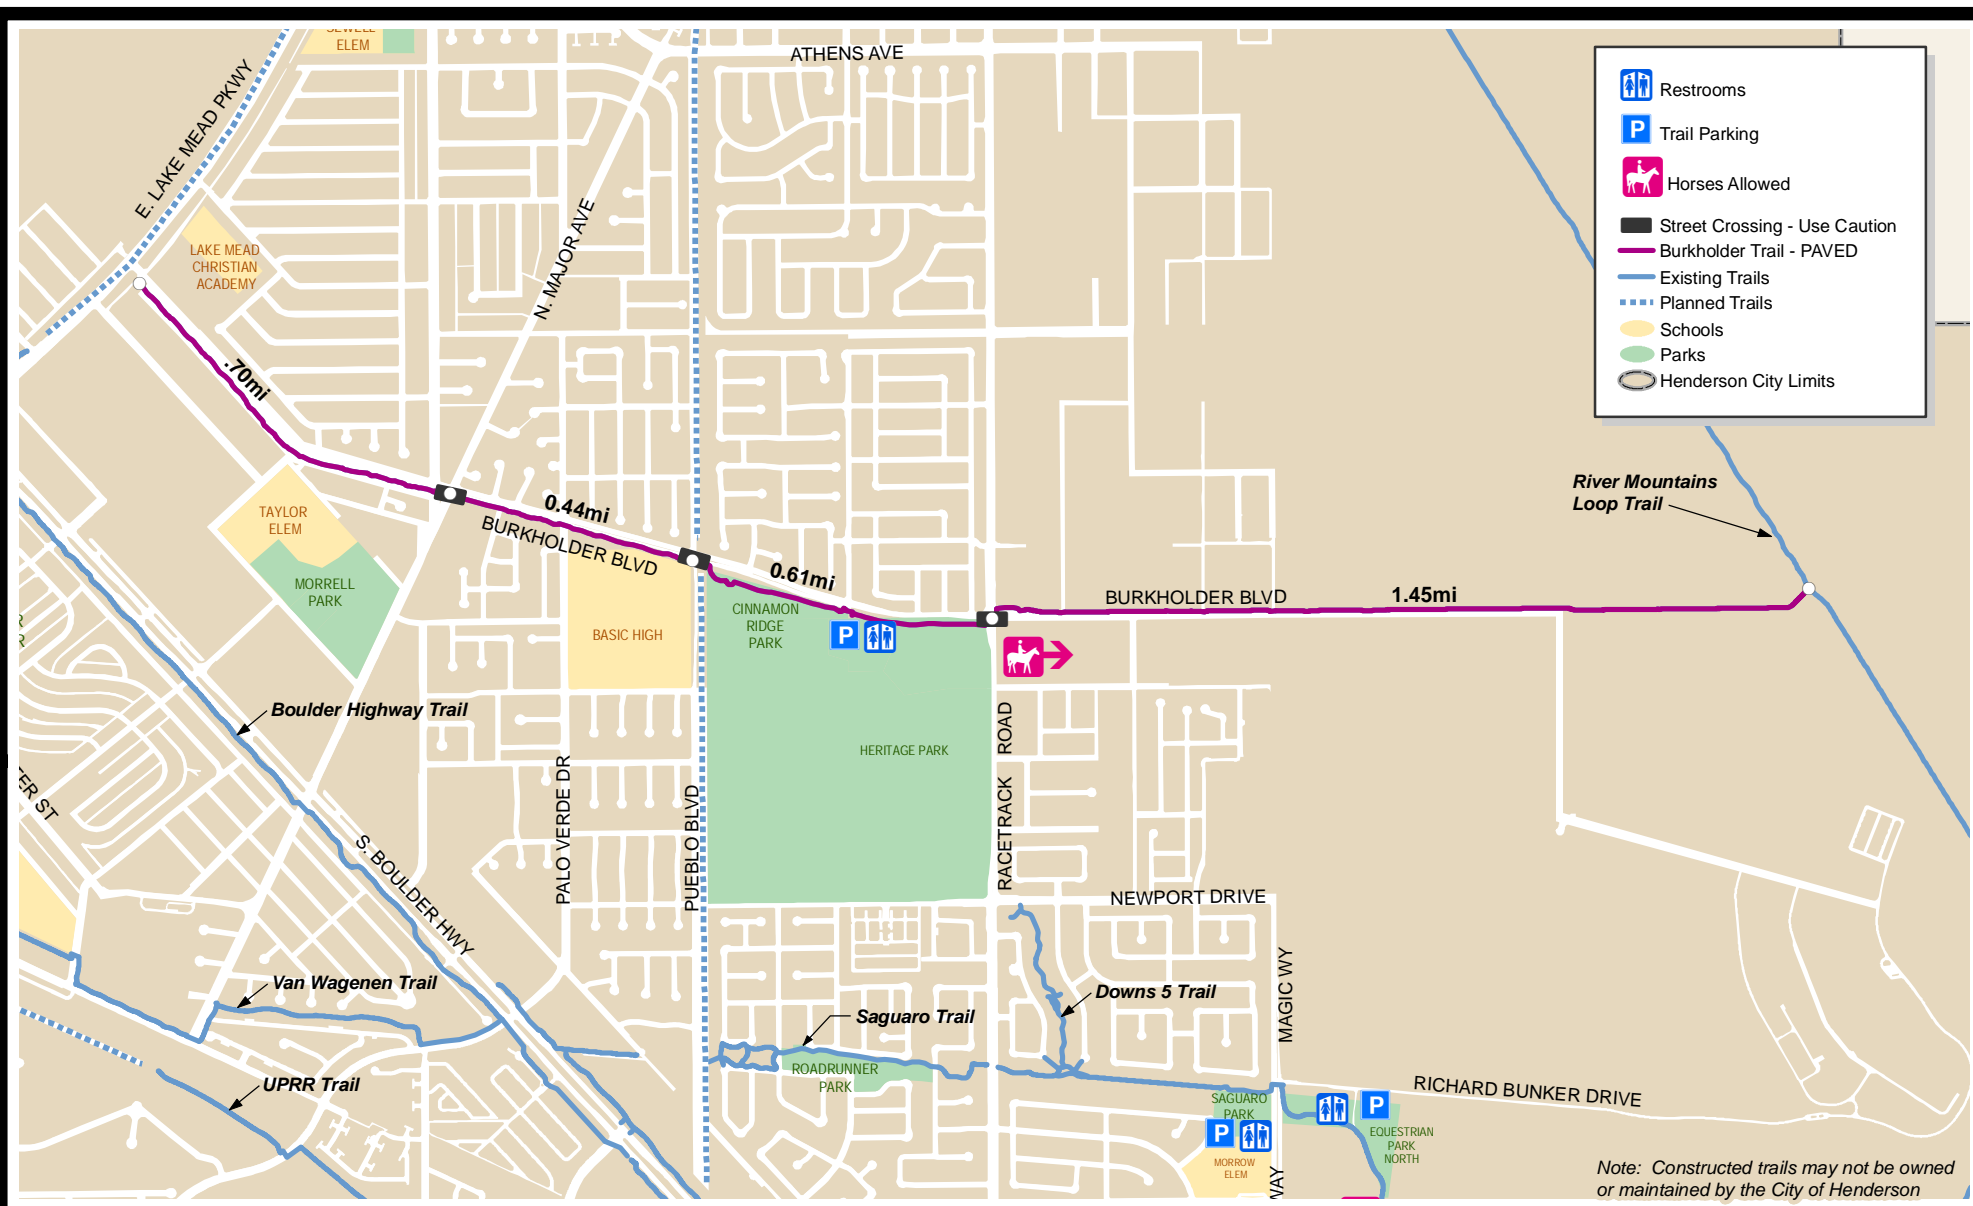 SEWELL
ELEM
ATHENS AVE
E. LAKE MEAD PKWY
Restrooms
P
Trail Parking
Horses Allowed
Street Crossing - Use Caution
Burkholder Trail - PAVED
Existing Trails
Planned Trails
Schools
Parks
Henderson City Limits
LAKE MEAD
CHRISTIAN
ACADEMY
N. MAJOR AVE
.70mi
River Mountains
Loop Trail
TAYLOR
ELEM
0.44mi
BURKHOLDER BLVD
0.61mi
MORRELL
PARK
BASIC HIGH
CINNAMON
RIDGE
PARK
P
BURKHOLDER BLVD
1.45mi
Boulder Highway Trail
HERITAGE PARK
RACETRACK ROAD
PALO VERDE DR
PUEBLO BLVD
S. BOULDER HWY
NEWPORT DRIVE
Van Wagenen Trail
Saguaro Trail
Downs 5 Trail
MAGIC WY
UPRR Trail
ROADRUNNER
PARK
RICHARD BUNKER DRIVE
SAGUARO
PARK
P
P
EQUESTRIAN
PARK
NORTH
MORROW
ELEM
Note: Constructed trails may not be owned
or maintained by the City of Henderson